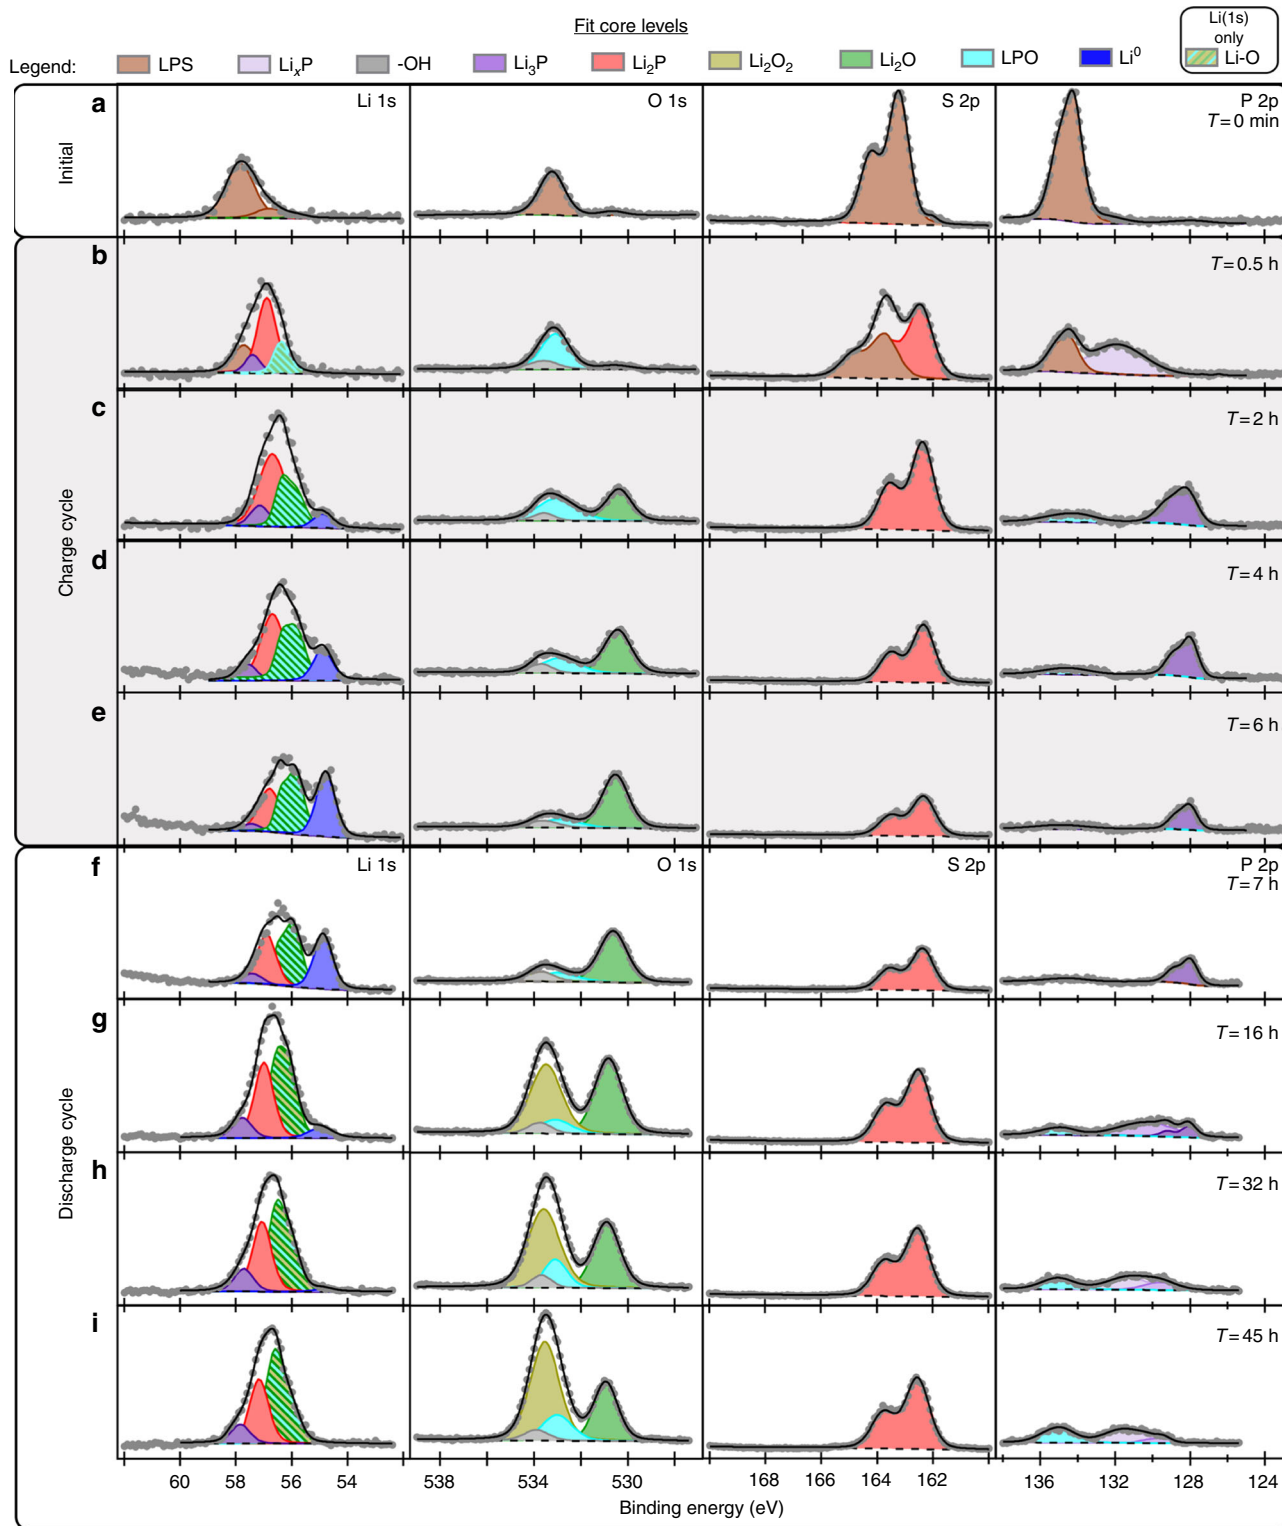 Fit core levels
Legend: LPS LiₓP -OH Li₃P Li₂P Li₂O₂ Li₂O LPO Li⁰ Li(1s) only Li-O
a Li 1s O 1s S 2p P 2p
T = 0 min
Initial
b T = 0.5 h
c T = 2 h
d T = 4 h
Charge cycle
e T = 6 h
f Li 1s O 1s S 2p P 2p
T = 7 h
g T = 16 h
h T = 32 h
Discharge cycle
i T = 45 h
60 58 56 54 538 534 530 168 166 164 162 136 132 128 124
Binding energy (eV)